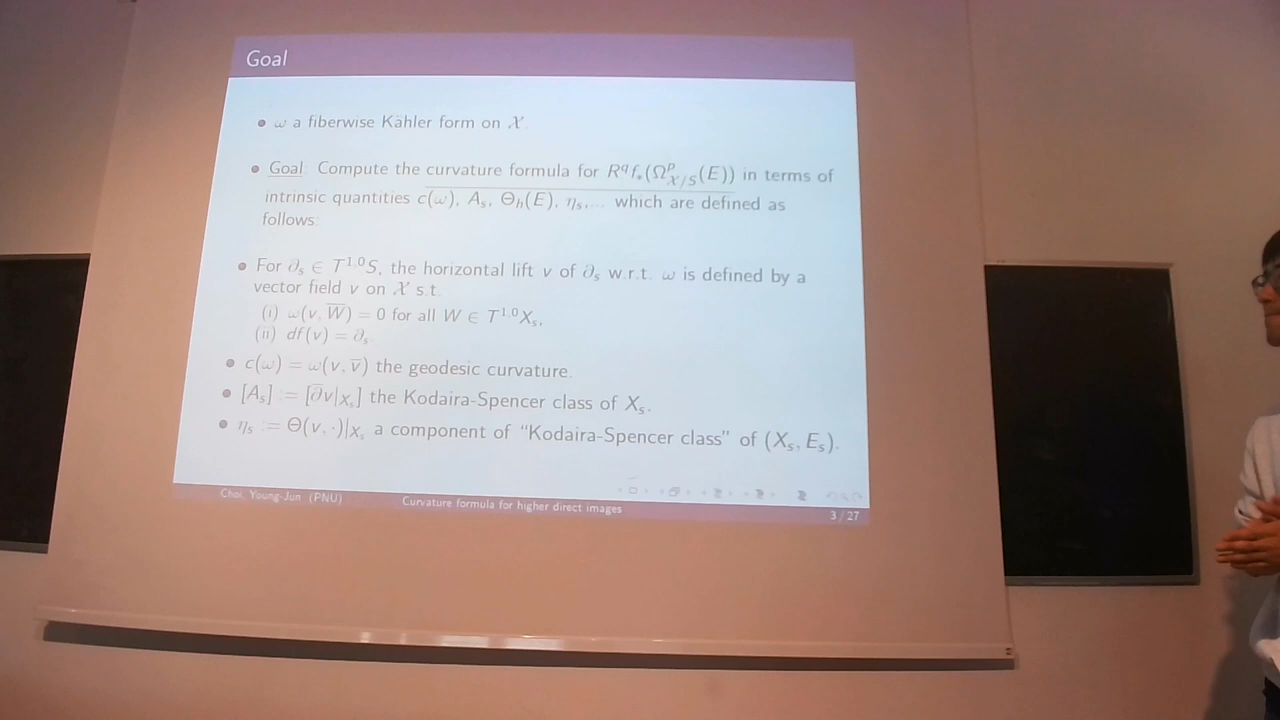 Goal
• ω a fiberwise Kähler form on 𝒳.
• Goal: Compute the curvature formula for R^q f_*(Ω^p_{𝒳/S}(E)) in terms of
intrinsic quantities c(ω), A_s, Θ_h(E), η_s,... which are defined as
follows:
• For ∂_s ∈ T^{1,0}S, the horizontal lift v of ∂_s w.r.t. ω is defined by a
vector field v on 𝒳 s.t.
(i) ω(v, W̅) = 0 for all W ∈ T^{1,0}X_s,
(ii) df(v) = ∂_s.
• c(ω) = ω(v, v̅) the geodesic curvature.
• [A_s] := [∂̅v|_{X_s}] the Kodaira-Spencer class of X_s.
• η_s := Θ(v, ·)|_{X_s} a component of “Kodaira-Spencer class” of (X_s, E_s).
Choi, Young-Jun (PNU) Curvature formula for higher direct images 3 / 27